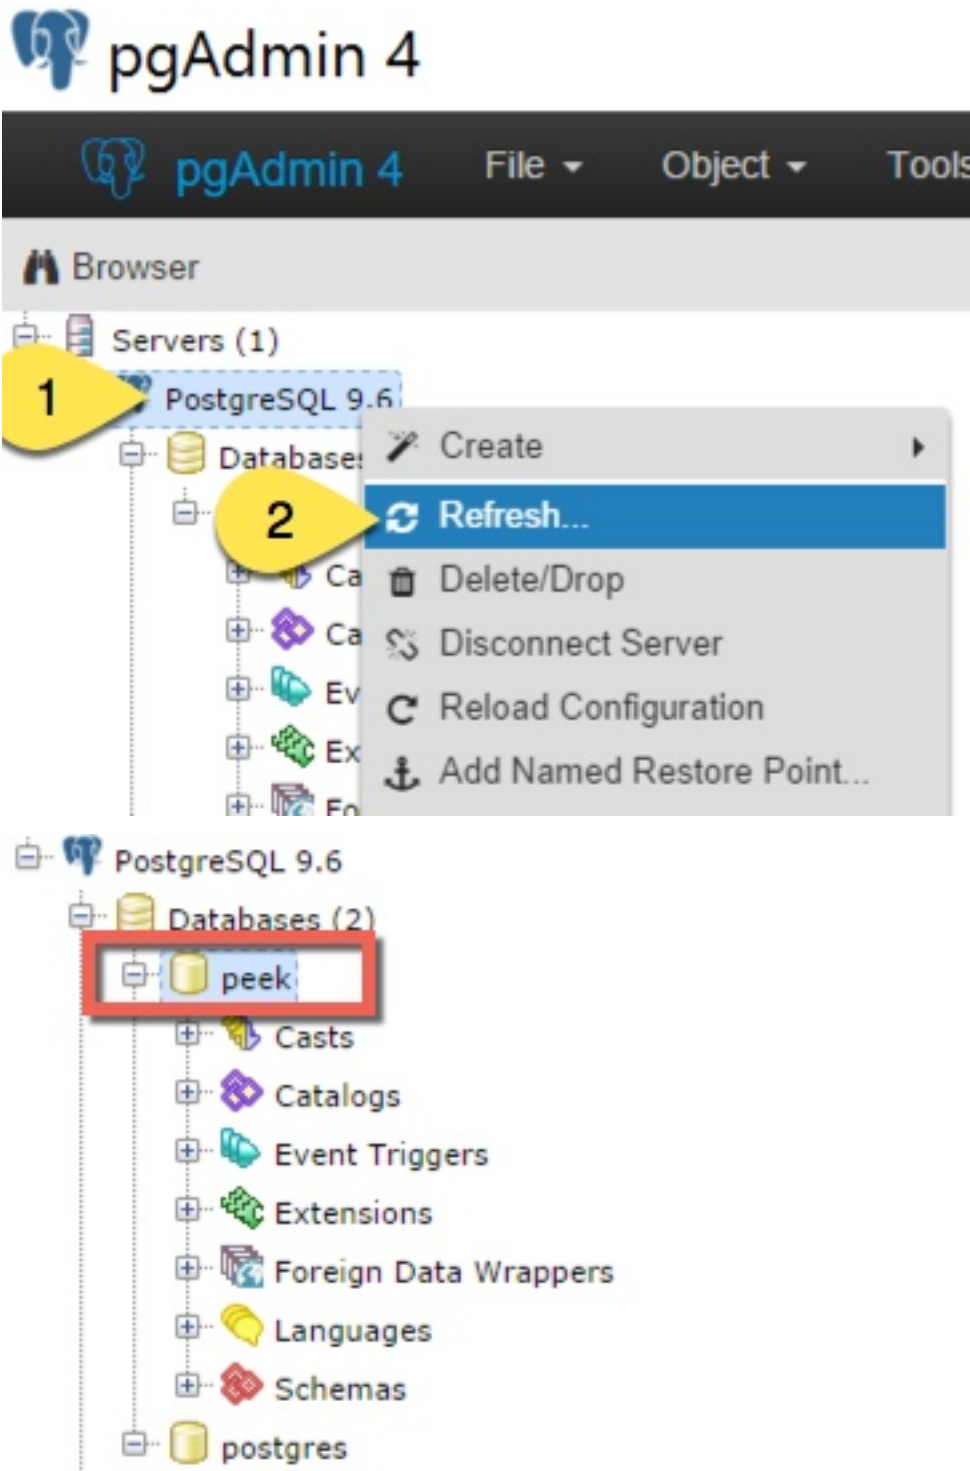 pgAdmin 4
pgAdmin 4 File Object Tools
Browser
Servers (1)
1
PostgreSQL 9.6
Create
Databases
2
Refresh...
Ca
Delete/Drop
Ca
Disconnect Server
Ev
Reload Configuration
Ex
Add Named Restore Point...
Fo
PostgreSQL 9.6
Databases (2)
peek
Casts
Catalogs
Event Triggers
Extensions
Foreign Data Wrappers
Languages
Schemas
postgres